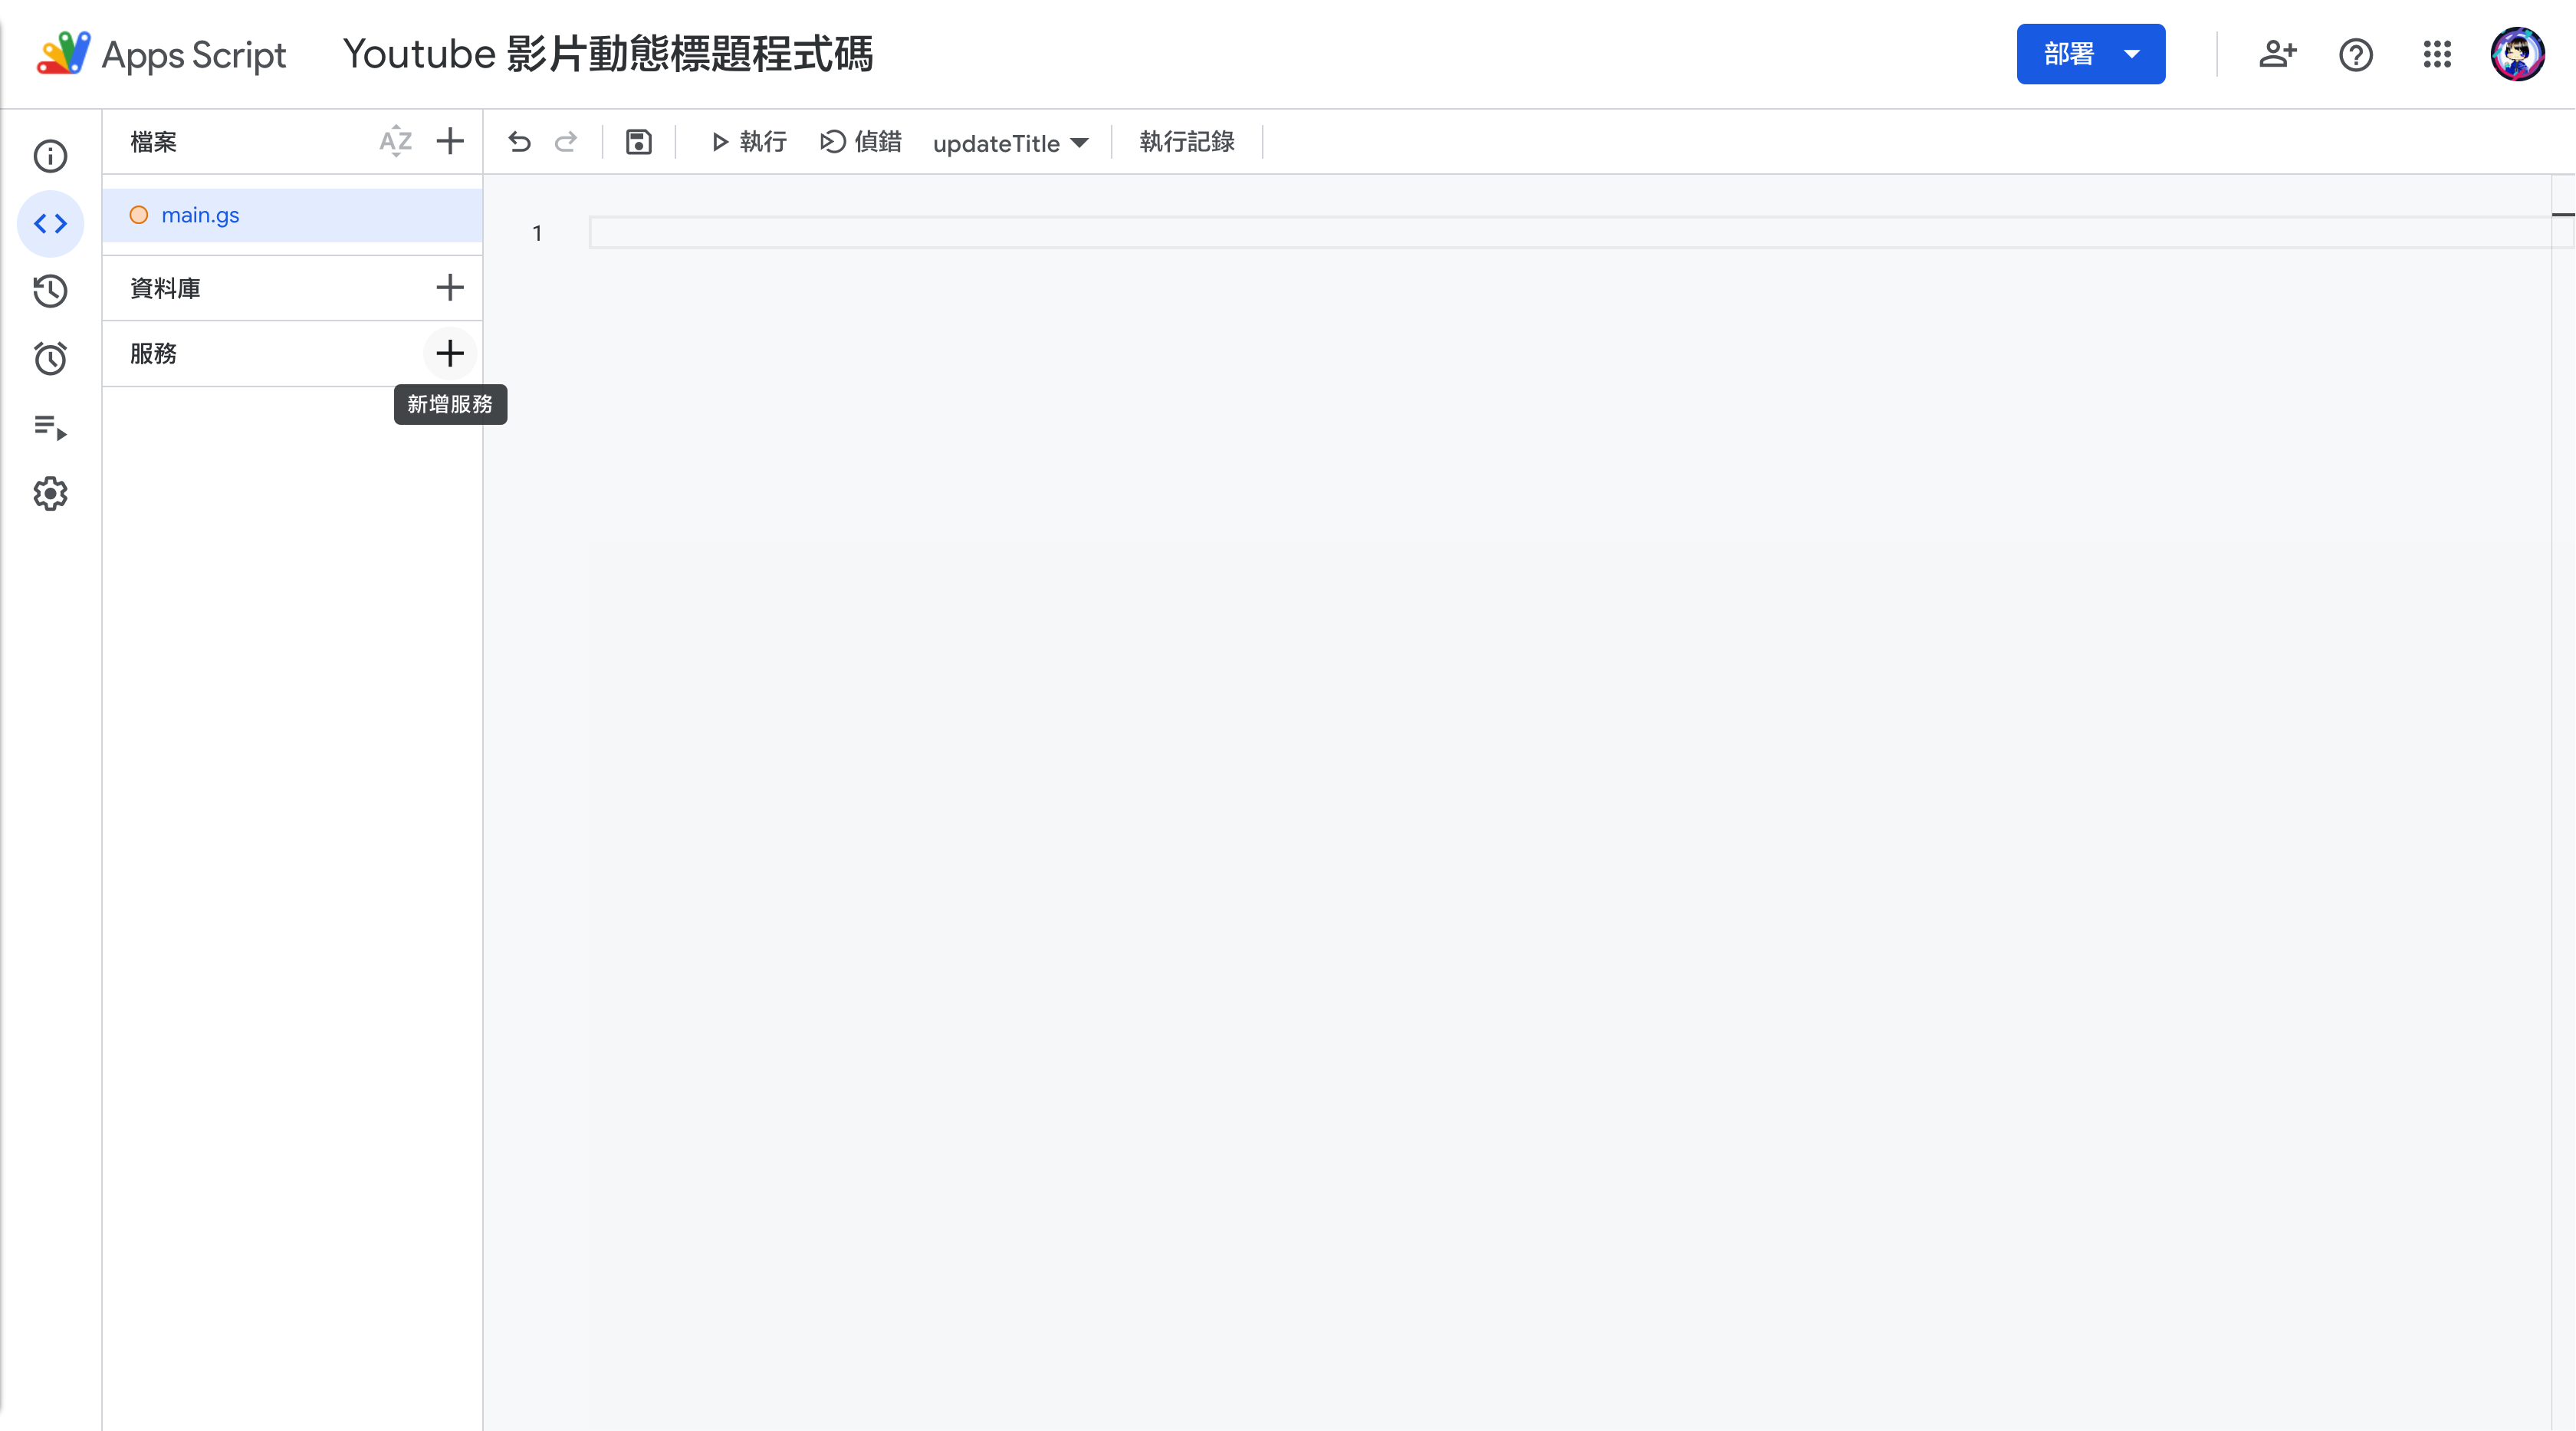 Apps Script
Youtube 影片動態標題程式碼
部署
檔案
AZ
執行
偵錯
updateTitle
執行記錄
main.gs
1
資料庫
服務
新增服務